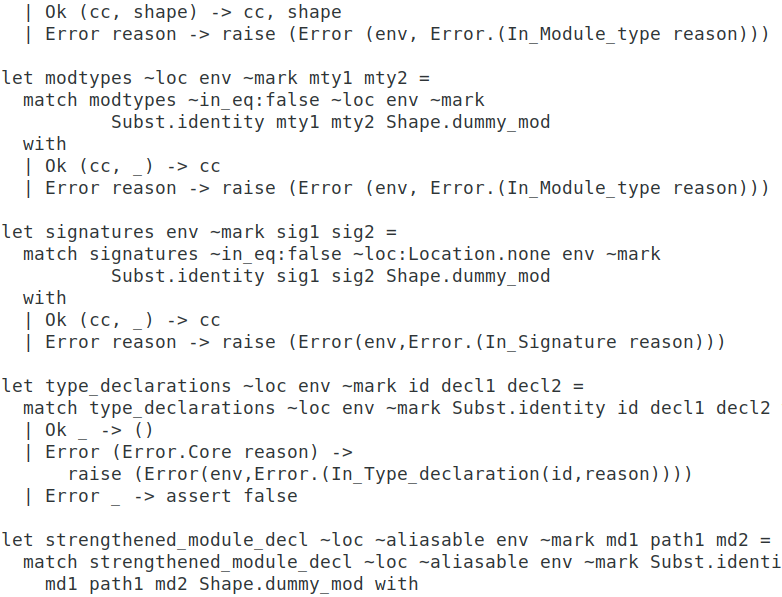 | Ok (cc, shape) -> cc, shape
  | Error reason -> raise (Error (env, Error.(In_Module_type reason)))

let modtypes ~loc env ~mark mty1 mty2 =
  match modtypes ~in_eq:false ~loc env ~mark
          Subst.identity mty1 mty2 Shape.dummy_mod
  with
  | Ok (cc, _) -> cc
  | Error reason -> raise (Error (env, Error.(In_Module_type reason)))

let signatures env ~mark sig1 sig2 =
  match signatures ~in_eq:false ~loc:Location.none env ~mark
          Subst.identity sig1 sig2 Shape.dummy_mod
  with
  | Ok (cc, _) -> cc
  | Error reason -> raise (Error(env,Error.(In_Signature reason)))

let type_declarations ~loc env ~mark id decl1 decl2 =
  match type_declarations ~loc env ~mark Subst.identity id decl1 decl2
  | Ok _ -> ()
  | Error (Error.Core reason) ->
      raise (Error(env,Error.(In_Type_declaration(id,reason))))
  | Error _ -> assert false

let strengthened_module_decl ~loc ~aliasable env ~mark md1 path1 md2 =
  match strengthened_module_decl ~loc ~aliasable env ~mark Subst.identi
    md1 path1 md2 Shape.dummy_mod with